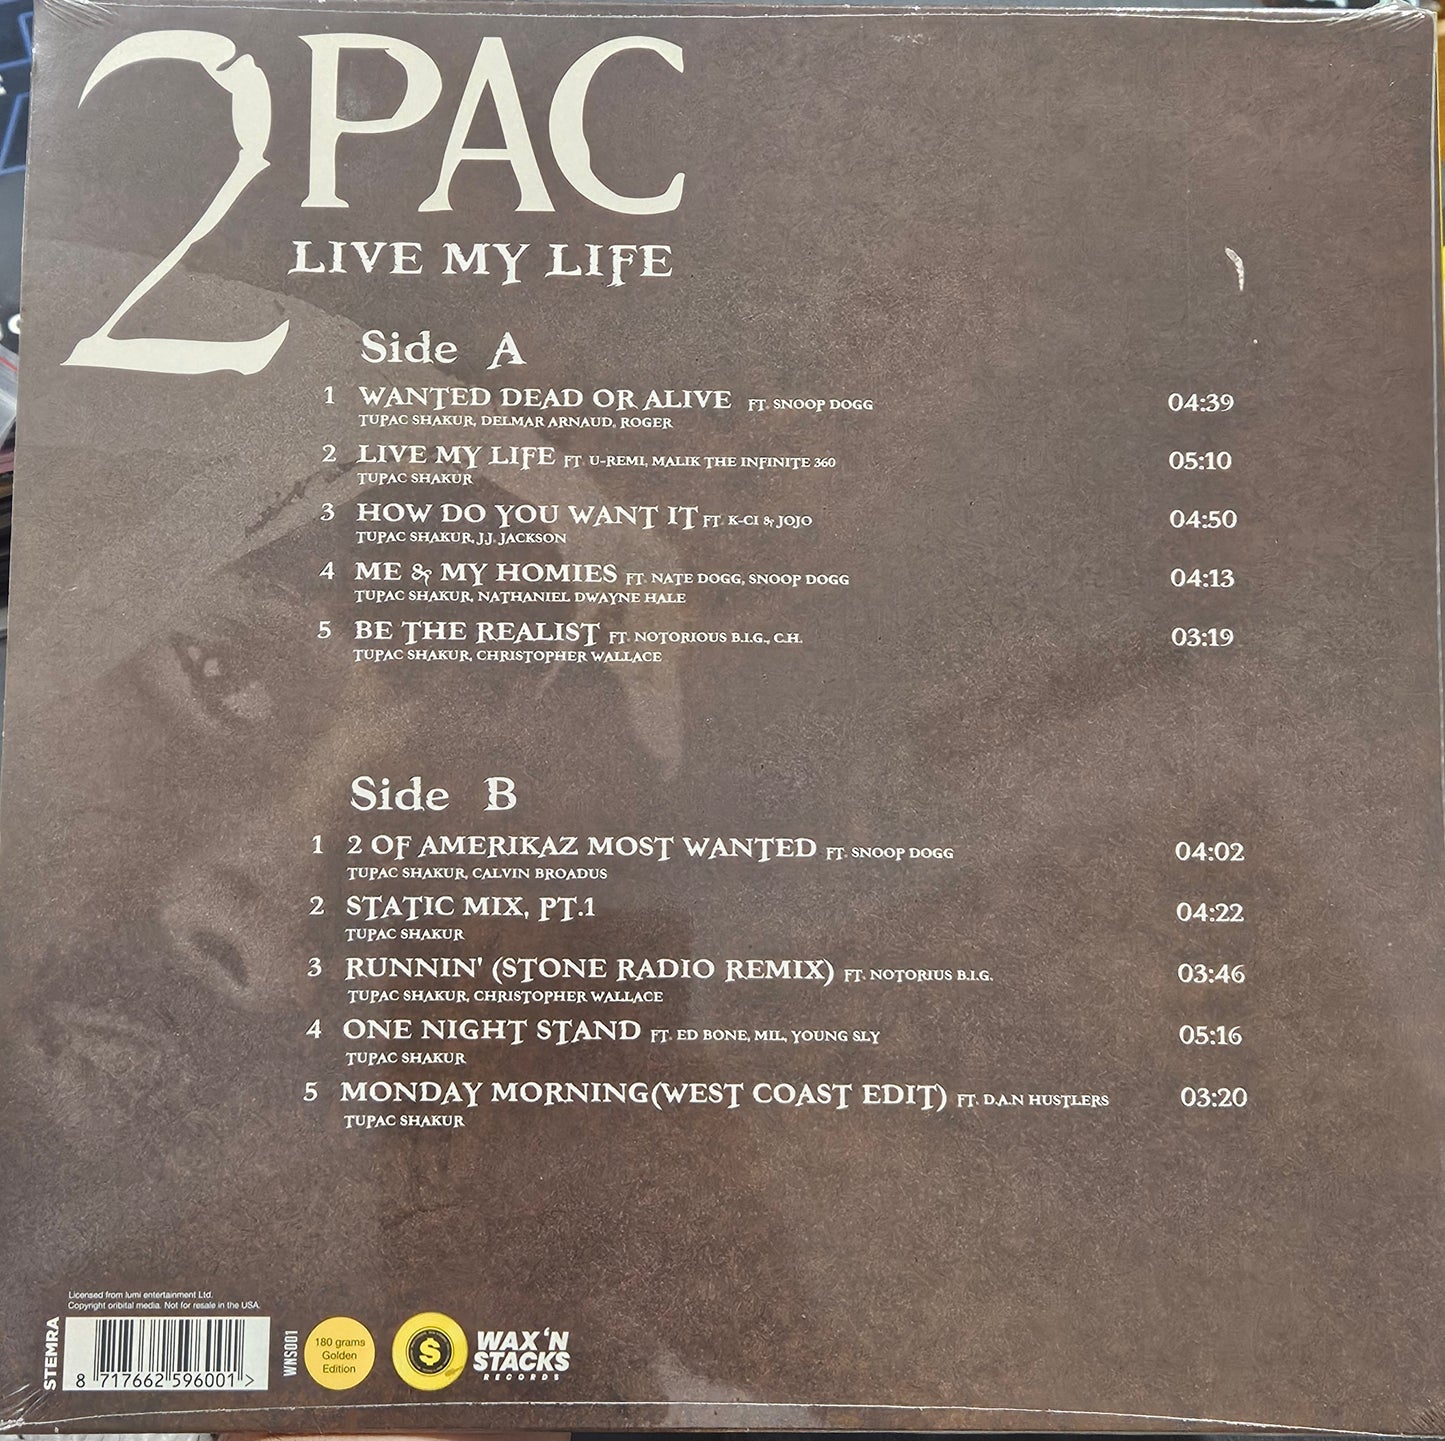 2PAC
LIVE MY LIFE
Side A
1 WANTED DEAD OR ALIVE FT. SNOOP DOGG 04:39
TUPAC SHAKUR, DELMAR ARNAUD, ROGER
2 LIVE MY LIFE FT. U-REMI, MALIK THE INFINITE 360 05:10
TUPAC SHAKUR
3 HOW DO YOU WANT IT FT. K-CI & JOJO 04:50
TUPAC SHAKUR, J.J. JACKSON
4 ME & MY HOMIES FT. NATE DOGG, SNOOP DOGG 04:13
TUPAC SHAKUR, NATHANIEL DWAYNE HALE
5 BE THE REALIST FT. NOTORIOUS B.I.G., C.H. 03:19
TUPAC SHAKUR, CHRISTOPHER WALLACE
Side B
1 2 OF AMERIKAZ MOST WANTED FT. SNOOP DOGG 04:02
TUPAC SHAKUR, CALVIN BROADUS
2 STATIC MIX, PT.1 04:22
TUPAC SHAKUR
3 RUNNIN' (STONE RADIO REMIX) FT. NOTORIUS B.I.G. 03:46
TUPAC SHAKUR, CHRISTOPHER WALLACE
4 ONE NIGHT STAND FT. ED BONE, MIL, YOUNG SLY 05:16
TUPAC SHAKUR
5 MONDAY MORNING(WEST COAST EDIT) FT. D.A.N HUSTLERS 03:20
TUPAC SHAKUR
Licensed from lumi entertainment Ltd.
Copyright oribital media. Not for resale in the USA.
STEMRA
8 717662 596001 >
WNS001
180 grams
Golden
Edition
$
WAX 'N
STACKS
RECORDS